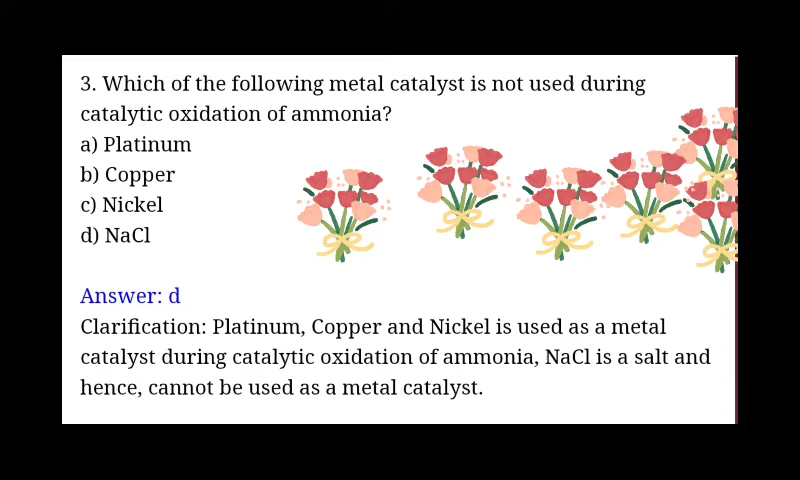 3. Which of the following metal catalyst is not used during
catalytic oxidation of ammonia?
a) Platinum
b) Copper
c) Nickel
d) NaCl
Answer: d
Clarification: Platinum, Copper and Nickel is used as a metal
catalyst during catalytic oxidation of ammonia, NaCl is a salt and
hence, cannot be used as a metal catalyst.